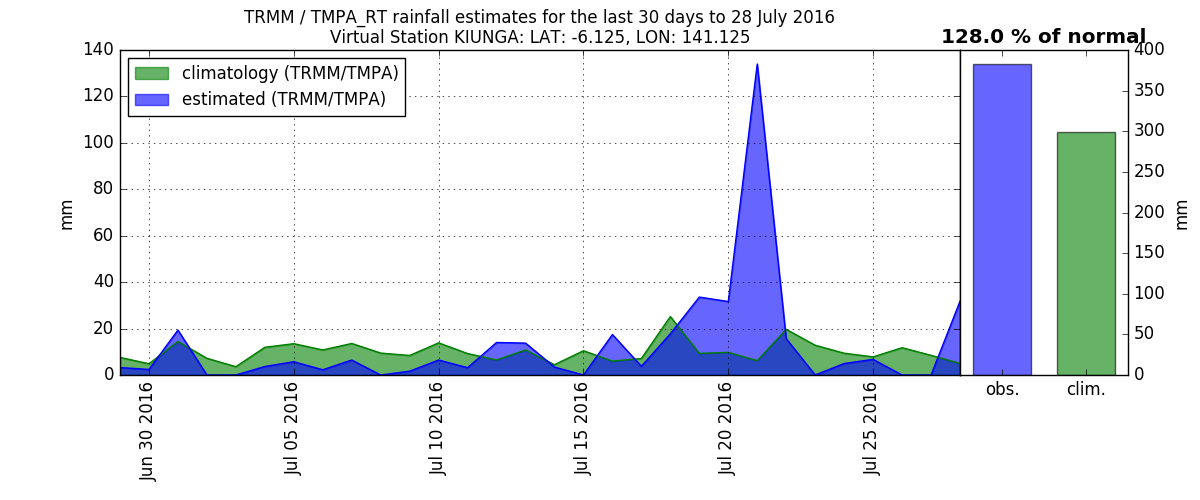 TRMM / TMPA_RT rainfall estimates for the last 30 days to 28 July 2016
Virtual Station KIUNGA: LAT: -6.125, LON: 141.125
128.0 % of normal
climatology (TRMM/TMPA)
estimated (TRMM/TMPA)
mm
140
120
100
80
60
40
20
0
Jun 30 2016
Jul 05 2016
Jul 10 2016
Jul 15 2016
Jul 20 2016
Jul 25 2016
obs.
clim.
400
350
300
250
200
150
100
50
0
mm